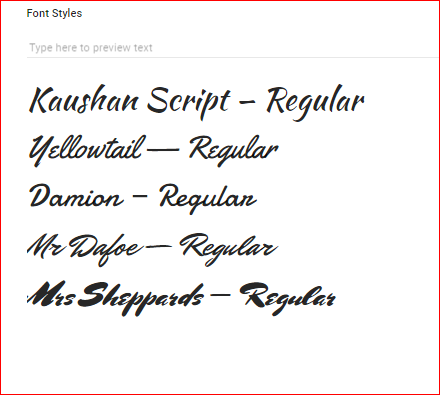 Font Styles
Type here to preview text
Kaushan Script – Regular
Yellowtail — Regular
Damion – Regular
Mr Dafoe – Regular
Mrs Sheppards – Regular